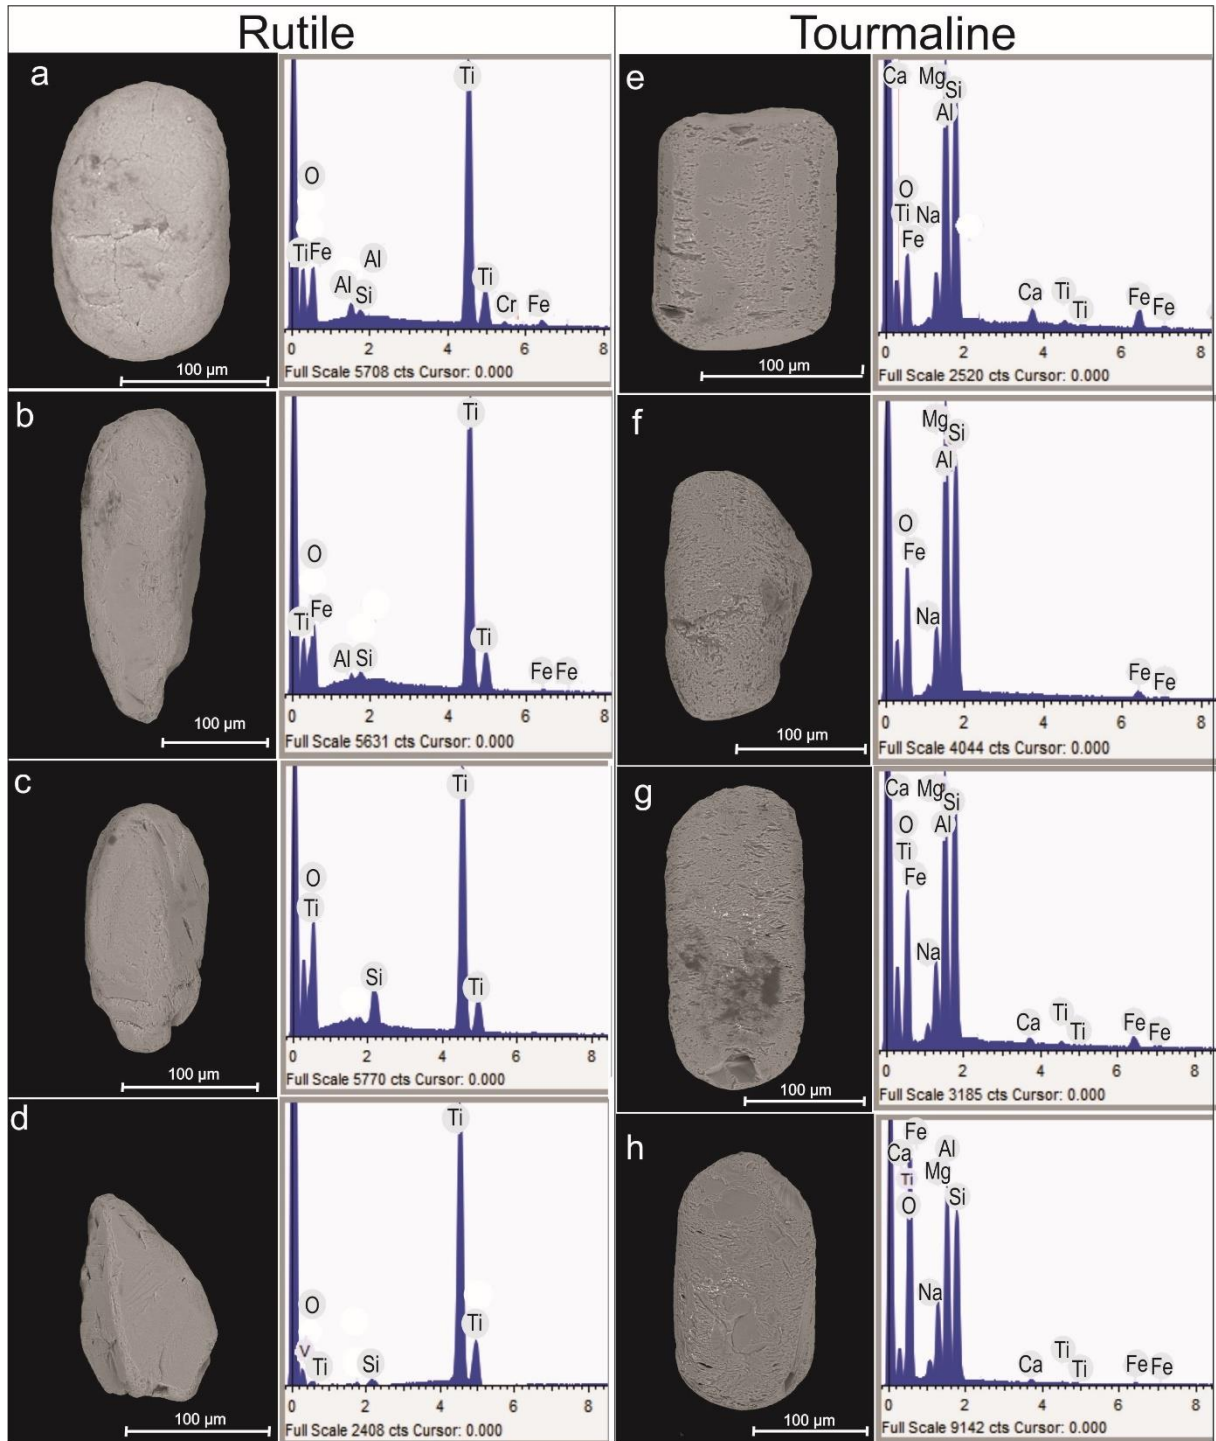 Rutile
Tourmaline
a
Ti
O
Ti Fe
Al
Al
Si
Ti
Cr
Fe
0 2 4 6 8
100 µm
Full Scale 5708 cts Cursor: 0.000
b
Ti
O
Ti Fe
Al Si
Ti
Fe Fe
0 2 4 6 8
100 µm
Full Scale 5631 cts Cursor: 0.000
c
Ti
O
Ti
Si
Ti
0 2 4 6 8
100 µm
Full Scale 5770 cts Cursor: 0.000
d
Ti
O
V
Ti
Si
Ti
0 2 4 6 8
100 µm
Full Scale 2408 cts Cursor: 0.000
e
Ca Mg
Si
Al
O
Ti Na
Fe
Ca
Ti
Ti
Fe
Fe
0 2 4 6 8
100 µm
Full Scale 2520 cts Cursor: 0.000
f
Mg
Si
Al
O
Fe
Na
Fe
Fe
0 2 4 6 8
100 µm
Full Scale 4044 cts Cursor: 0.000
g
Ca Mg
Si
O Al
Ti
Fe
Na
Ca
Ti
Ti
Fe
Fe
0 2 4 6 8
100 µm
Full Scale 3185 cts Cursor: 0.000
h
Fe
Ca Al
Ti Mg
O Si
Na
Ca
Ti
Ti
Fe Fe
0 2 4 6 8
100 µm
Full Scale 9142 cts Cursor: 0.000